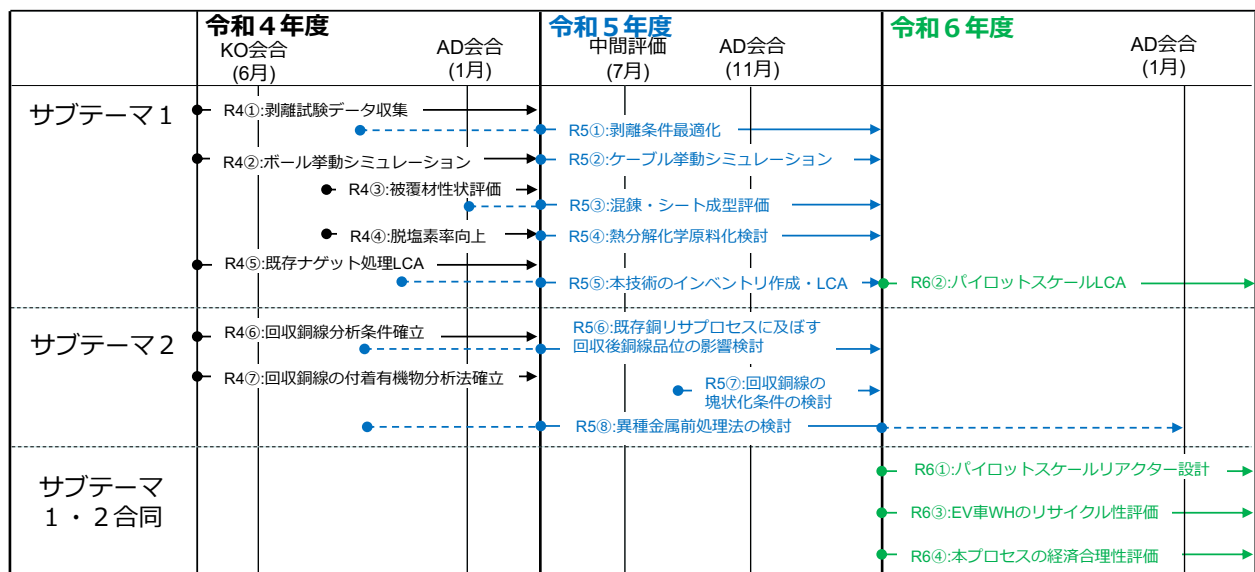 令和４年度
令和５年度
令和６年度
KO会合
(6月)
AD会合
(1月)
中間評価
(7月)
AD会合
(11月)
AD会合
(1月)
サブテーマ１
R4①:剥離試験データ収集
R5①:剥離条件最適化
R4②:ボール挙動シミュレーション
R5②:ケーブル挙動シミュレーション
R4③:被覆材性状評価
R5③:混錬・シート成型評価
R4④:脱塩素率向上
R5④:熱分解化学原料化検討
R4⑤:既存ナゲット処理LCA
R5⑤:本技術のインベントリ作成・LCA
R6②:パイロットスケールLCA
サブテーマ２
R4⑥:回収銅線分析条件確立
R5⑥:既存銅リサプロセスに及ぼす
回収後銅線品位の影響検討
R4⑦:回収銅線の付着有機物分析法確立
R5⑦:回収銅線の
塊状化条件の検討
R5⑧:異種金属前処理法の検討
サブテーマ
１・２合同
R6①:パイロットスケールリアクター設計
R6③:EV車WHのリサイクル性評価
R6④:本プロセスの経済合理性評価